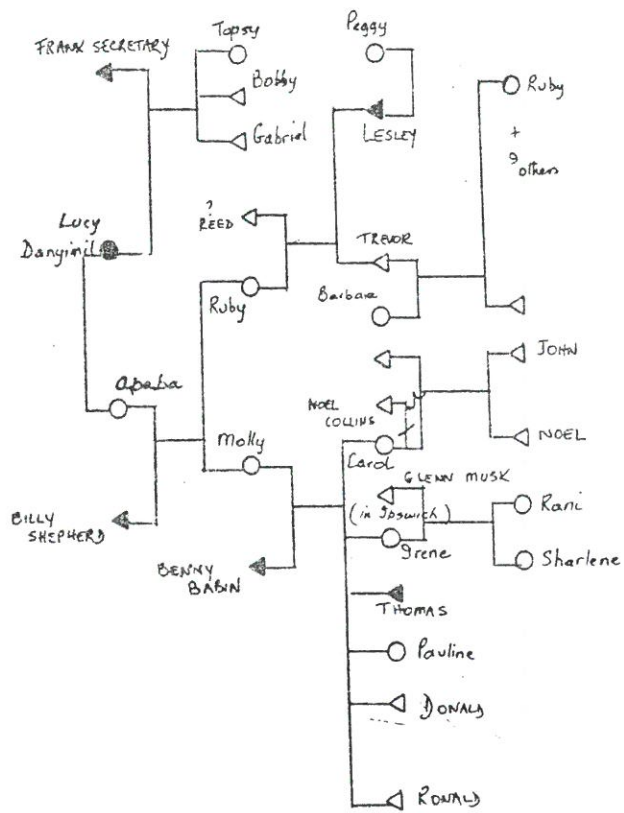 Topsy
Peggy
FRANK SECRETARY
Bobby
Ruby
LESLEY
Gabriel
+
9
others
?
REED
Lucy
Danyinil
TREVOR
Ruby
Barbara
JOHN
Apaba
NOEL
COLLINS
Molly
Carol
NOEL
GLENN MUSK
(in Ipswich)
Rani
BILLY
SHEPHERD
Irene
Sharlene
BENNY
BABIN
THOMAS
Pauline
DONALD
RONALD